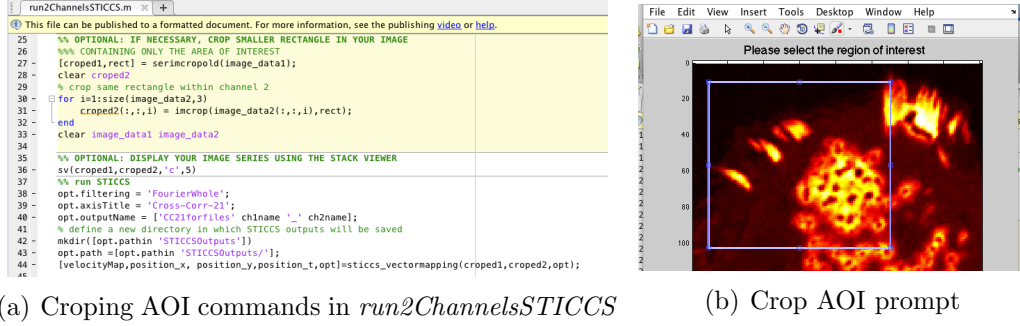 run2ChannelsSTICCS.m × +
This file can be published to a formatted document. For more information, see the publishing video or help.
25 %% OPTIONAL: IF NECESSARY, CROP SMALLER RECTANGLE IN YOUR IMAGE
26 %%% CONTAINING ONLY THE AREA OF INTEREST
27 - [croped1,rect] = serimcropold(image_data1);
28 - clear croped2
29 % crop same rectangle within channel 2
30 - for i=1:size(image_data2,3)
31 - croped2(:,:,i) = imcrop(image_data2(:,:,i),rect);
32 - end
33 - clear image_data1 image_data2
34
35 %% OPTIONAL: DISPLAY YOUR IMAGE SERIES USING THE STACK VIEWER
36 - sv(croped1,croped2,'c',5)
37 %% run STICCS
38 - opt.filtering = 'FourierWhole';
39 - opt.axisTitle = 'Cross-Corr-21';
40 - opt.outputName = ['CC21forfiles' ch1name '_' ch2name];
41 % define a new directory in which STICCS outputs will be saved
42 - mkdir([opt.pathin 'STICCSOutputs'])
43 - opt.path =[opt.pathin 'STICCSOutputs/'];
44 - [velocityMap,position_x, position_y,position_t,opt]=sticcs_vectormapping(croped1,croped2,opt);
45
(a) Croping AOI commands in run2ChannelsSTICCS
File Edit View Insert Tools Desktop Window Help
Please select the region of interest
0
20
40
60
80
100
(b) Crop AOI prompt